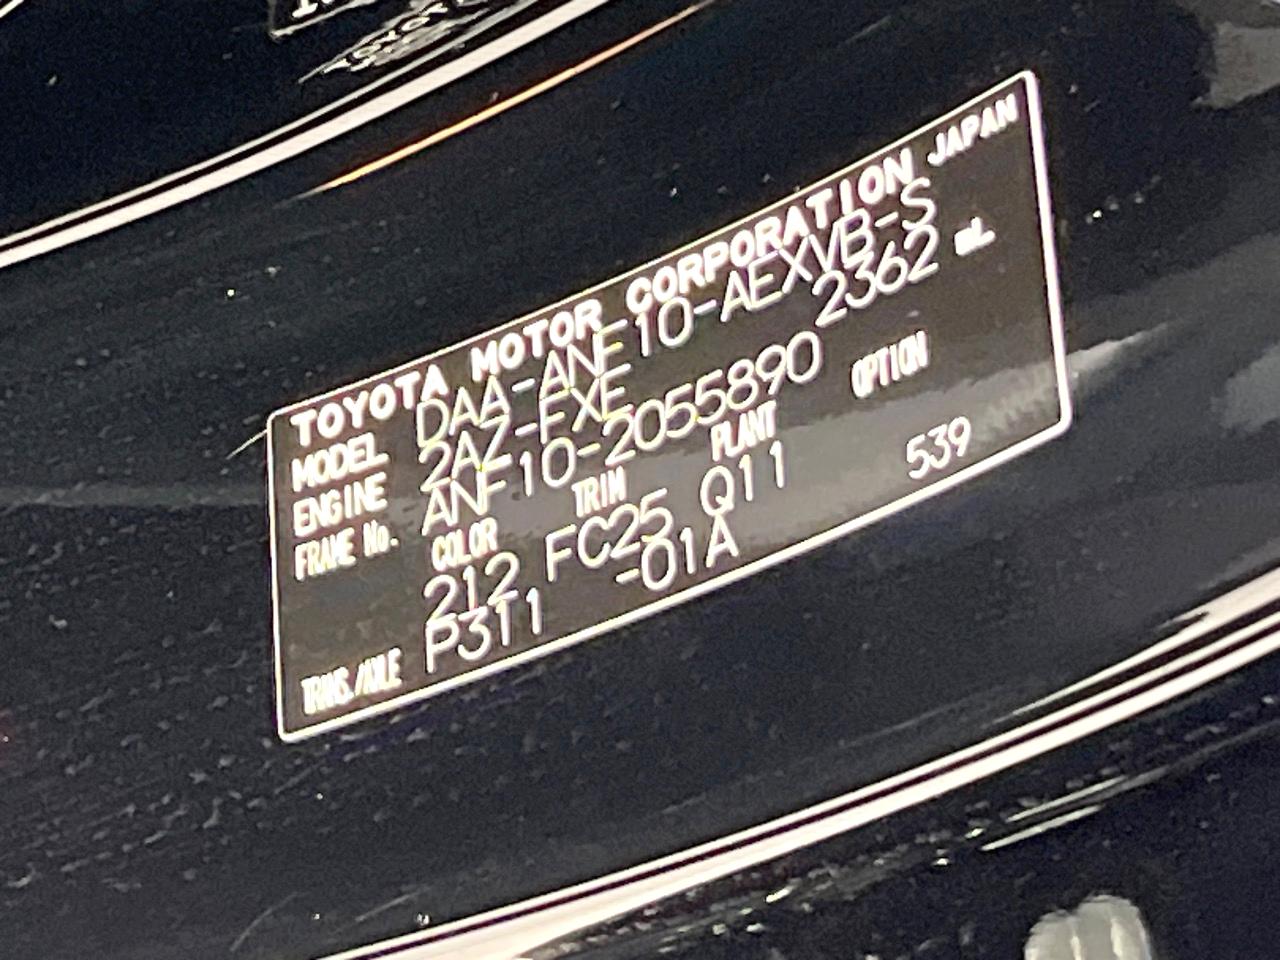 TOYOTA MOTOR CORPORATION JAPAN
MODEL DAA-ANF10-AEXVB-S
ENGINE 2AZ-FXE 2362 mL
FRAME No. ANF10-2055890
COLOR TRIM PLANT OPTION
212 FC25 Q11 539
TRANS./AXLE P311 -01A